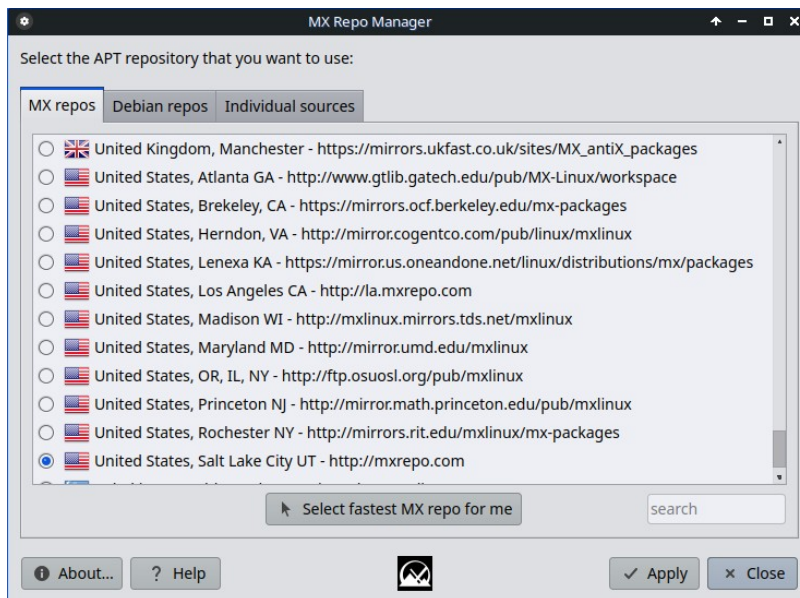 MX Repo Manager
Select the APT repository that you want to use:
MX repos Debian repos Individual sources
United Kingdom, Manchester - https://mirrors.ukfast.co.uk/sites/MX_antiX_packages
United States, Atlanta GA - http://www.gtlib.gatech.edu/pub/MX-Linux/workspace
United States, Brekeley, CA - https://mirrors.ocf.berkeley.edu/mx-packages
United States, Herndon, VA - http://mirror.cogentco.com/pub/linux/mxlinux
United States, Lenexa KA - https://mirror.us.oneandone.net/linux/distributions/mx/packages
United States, Los Angeles CA - http://la.mxrepo.com
United States, Madison WI - http://mxlinux.mirrors.tds.net/mxlinux
United States, Maryland MD - http://mirror.umd.edu/mxlinux
United States, OR, IL, NY - http://ftp.osuosl.org/pub/mxlinux
United States, Princeton NJ - http://mirror.math.princeton.edu/pub/mxlinux
United States, Rochester NY - http://mirrors.rit.edu/mxlinux/mx-packages
United States, Salt Lake City UT - http://mxrepo.com
Select fastest MX repo for me search
About... ? Help Apply Close